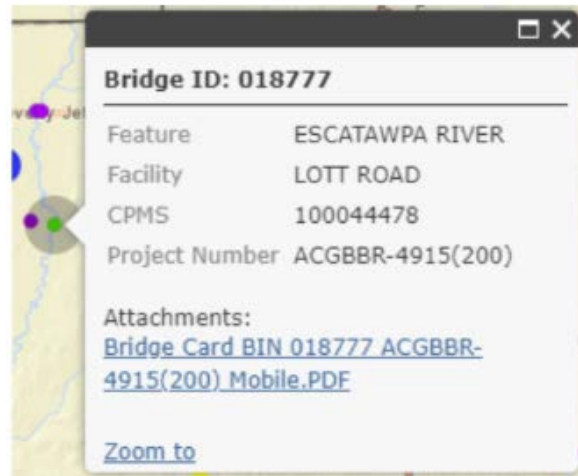 Bridge ID: 018777
Feature ESCATAWPA RIVER
Facility LOTT ROAD
CPMS 100044478
Project Number ACGBBR-4915(200)
Attachments:
Bridge Card BIN 018777 ACGBBR-
4915(200) Mobile.PDF
Zoom to